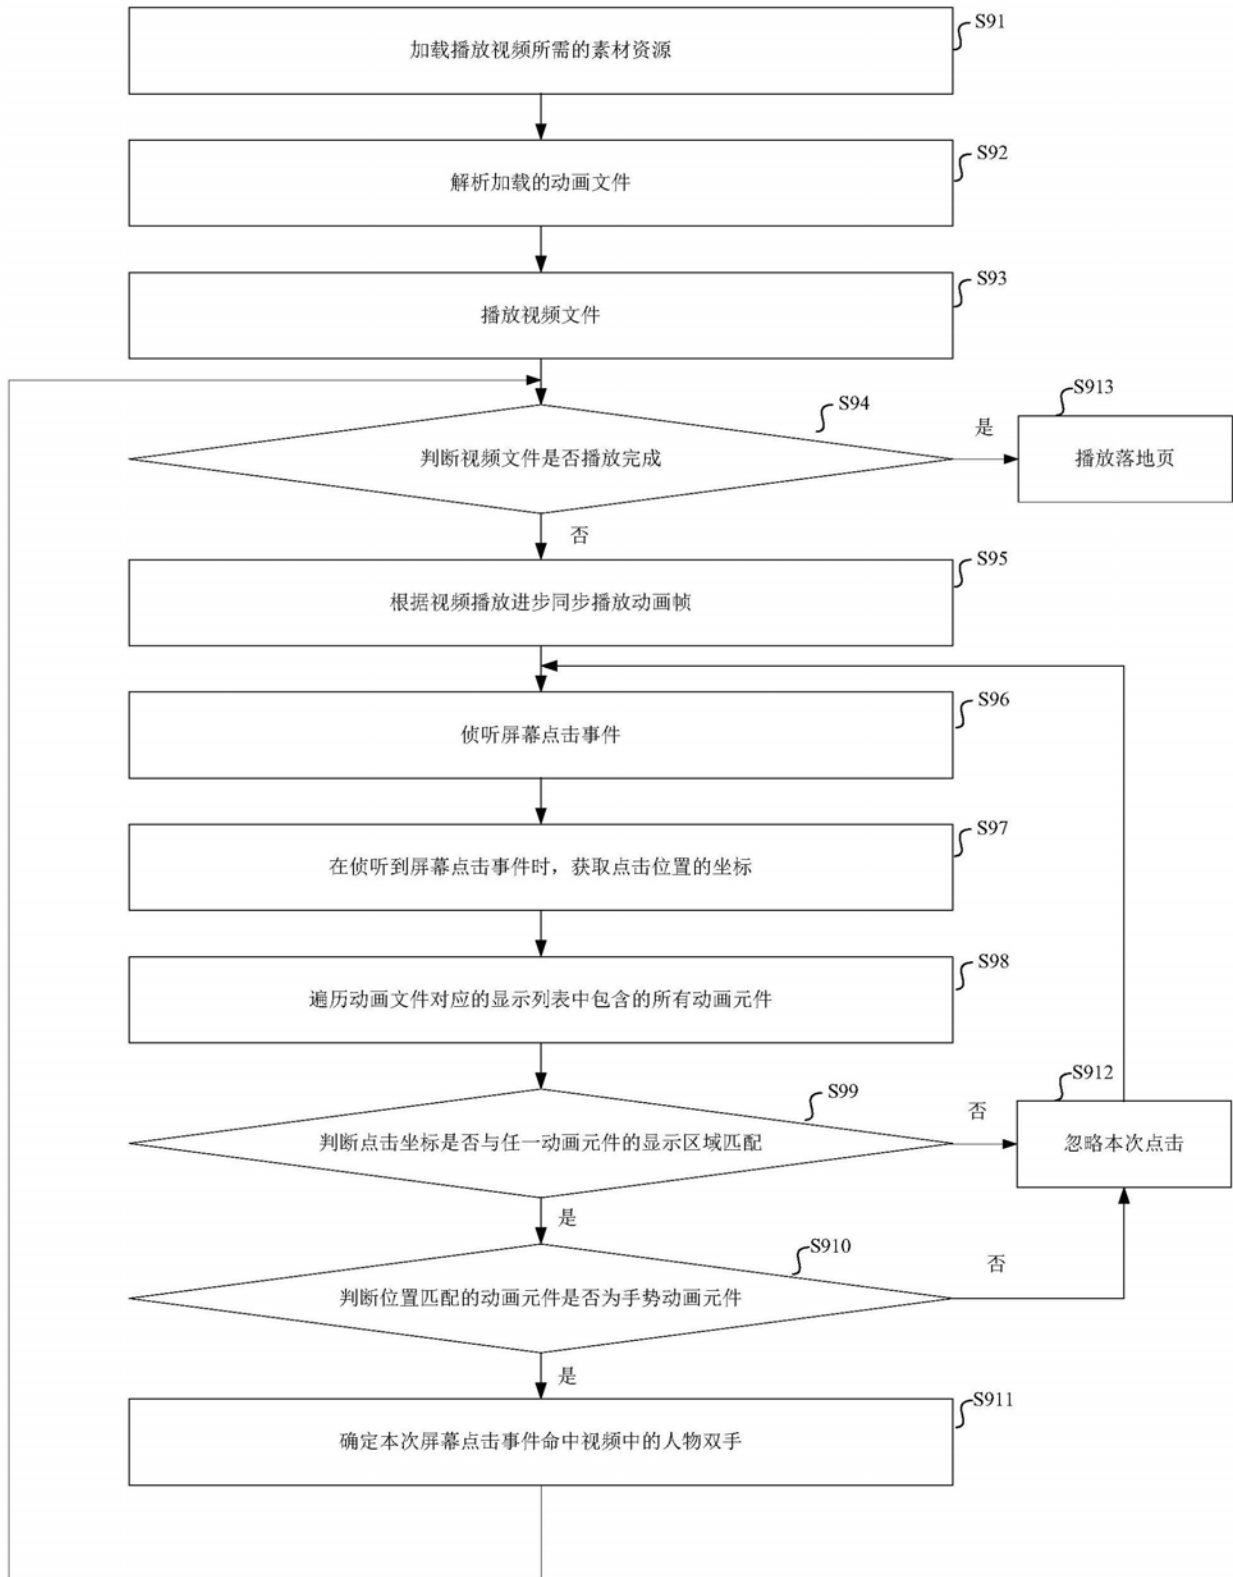 S91
加载播放视频所需的素材资源
S92
解析加载的动画文件
S93
播放视频文件
S94
判断视频文件是否播放完成
是
S913
播放落地页
否
S95
根据视频播放进步同步播放动画帧
S96
侦听屏幕点击事件
S97
在侦听到屏幕点击事件时，获取点击位置的坐标
S98
遍历动画文件对应的显示列表中包含的所有动画元件
S99
判断点击坐标是否与任一动画元件的显示区域匹配
否
S912
忽略本次点击
是
S910
判断位置匹配的动画元件是否为手势动画元件
否
是
S911
确定本次屏幕点击事件命中视频中的人物双手